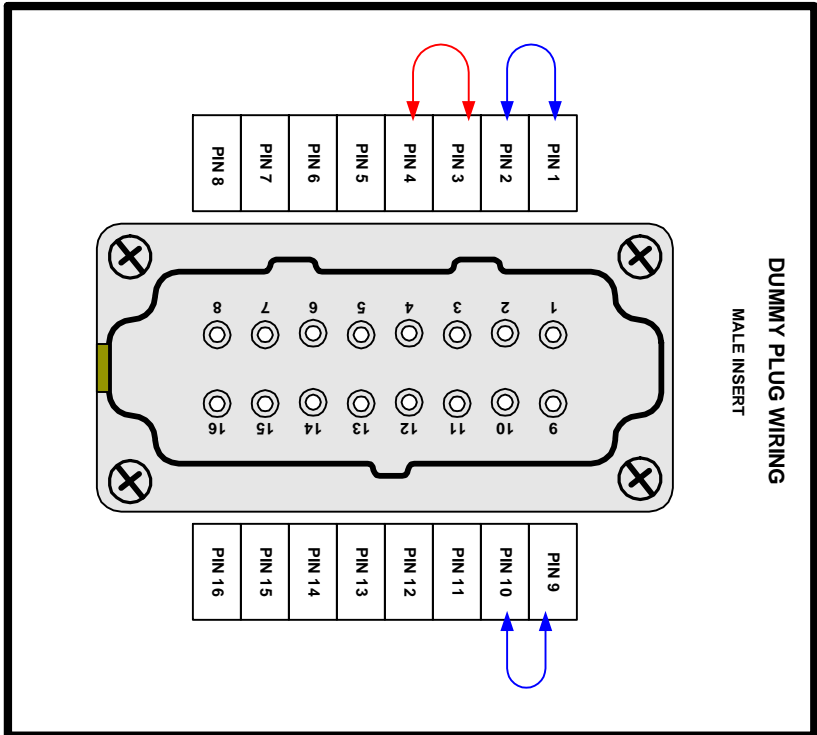 DUMMY PLUG WIRING
MALE INSERT
PIN 8
PIN 7
PIN 6
PIN 5
PIN 4
PIN 3
PIN 2
PIN 1
8 7 6 5 4 3 2 1
16 15 14 13 12 11 10 9
PIN 16
PIN 15
PIN 14
PIN 13
PIN 12
PIN 11
PIN 10
PIN 9